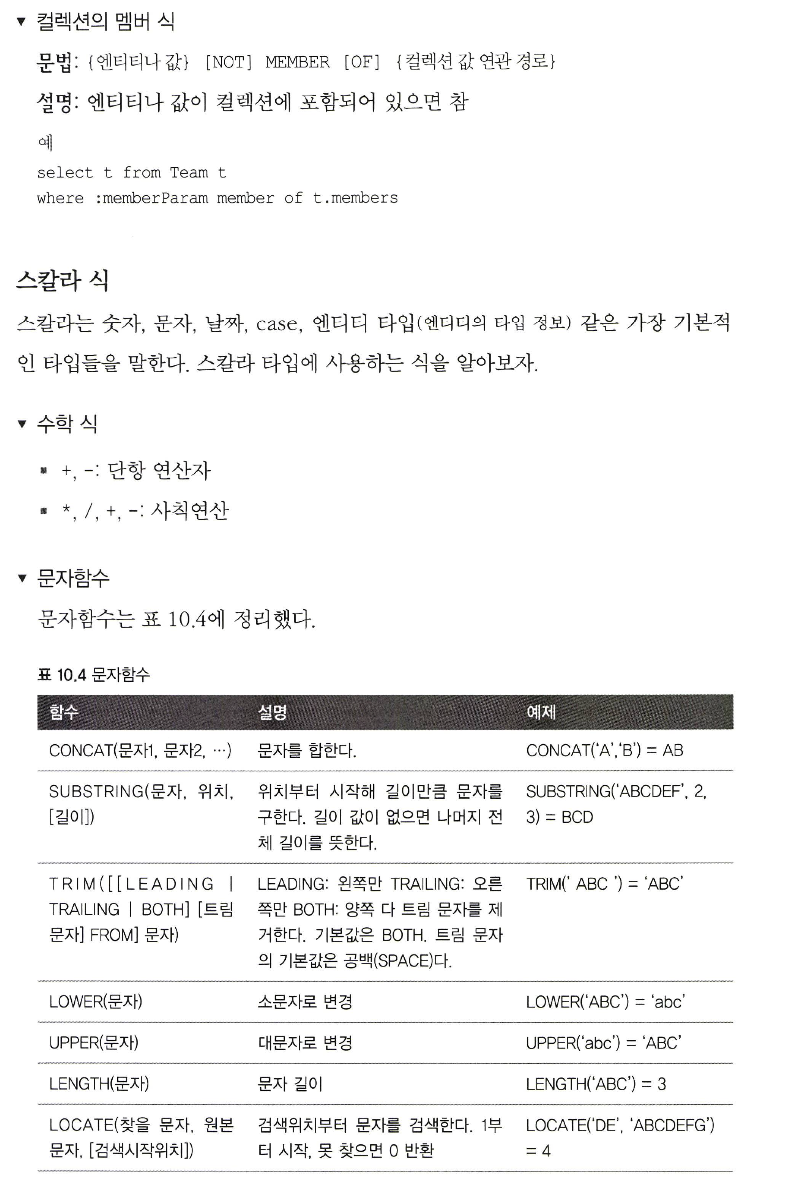 ▼ 컬렉션의 멤버 식
문법: {엔티티나 값} [NOT] MEMBER [OF] {컬렉션 값 연관 경로}
설명: 엔티티나 값이 컬렉션에 포함되어 있으면 참
예
select t from Team t
where :memberParam member of t.members
스칼라 식
스칼라는 숫자, 문자, 날짜, case, 엔티티 타입(엔티티의 타입 정보) 같은 가장 기본적
인 타입들을 말한다. 스칼라 타입에 사용하는 식을 알아보자.
▼ 수학 식
▪ +, -: 단항 연산자
▪ *, /, +, -: 사칙연산
▼ 문자함수
문자함수는 표 10.4에 정리했다.
표 10.4 문자함수
함수 설명 예제
CONCAT(문자1, 문자2, …) 문자를 합한다. CONCAT('A','B') = AB
SUBSTRING(문자, 위치, 위치부터 시작해 길이만큼 문자를 SUBSTRING('ABCDEF', 2,
[길이]) 구한다. 길이 값이 없으면 나머지 전 3) = BCD
체 길이를 뜻한다.
TRIM([[LEADING | LEADING: 왼쪽만 TRAILING: 오른 TRIM(' ABC ') = 'ABC'
TRAILING | BOTH] [트림 쪽만 BOTH: 양쪽 다 트림 문자를 제
문자] FROM] 문자) 거한다. 기본값은 BOTH. 트림 문자
의 기본값은 공백(SPACE)다.
LOWER(문자) 소문자로 변경 LOWER('ABC') = 'abc'
UPPER(문자) 대문자로 변경 UPPER('abc') = 'ABC'
LENGTH(문자) 문자 길이 LENGTH('ABC') = 3
LOCATE(찾을 문자, 원본 검색위치부터 문자를 검색한다. 1부 LOCATE('DE', 'ABCDEFG')
문자, [검색시작위치]) 터 시작, 못 찾으면 0 반환 = 4